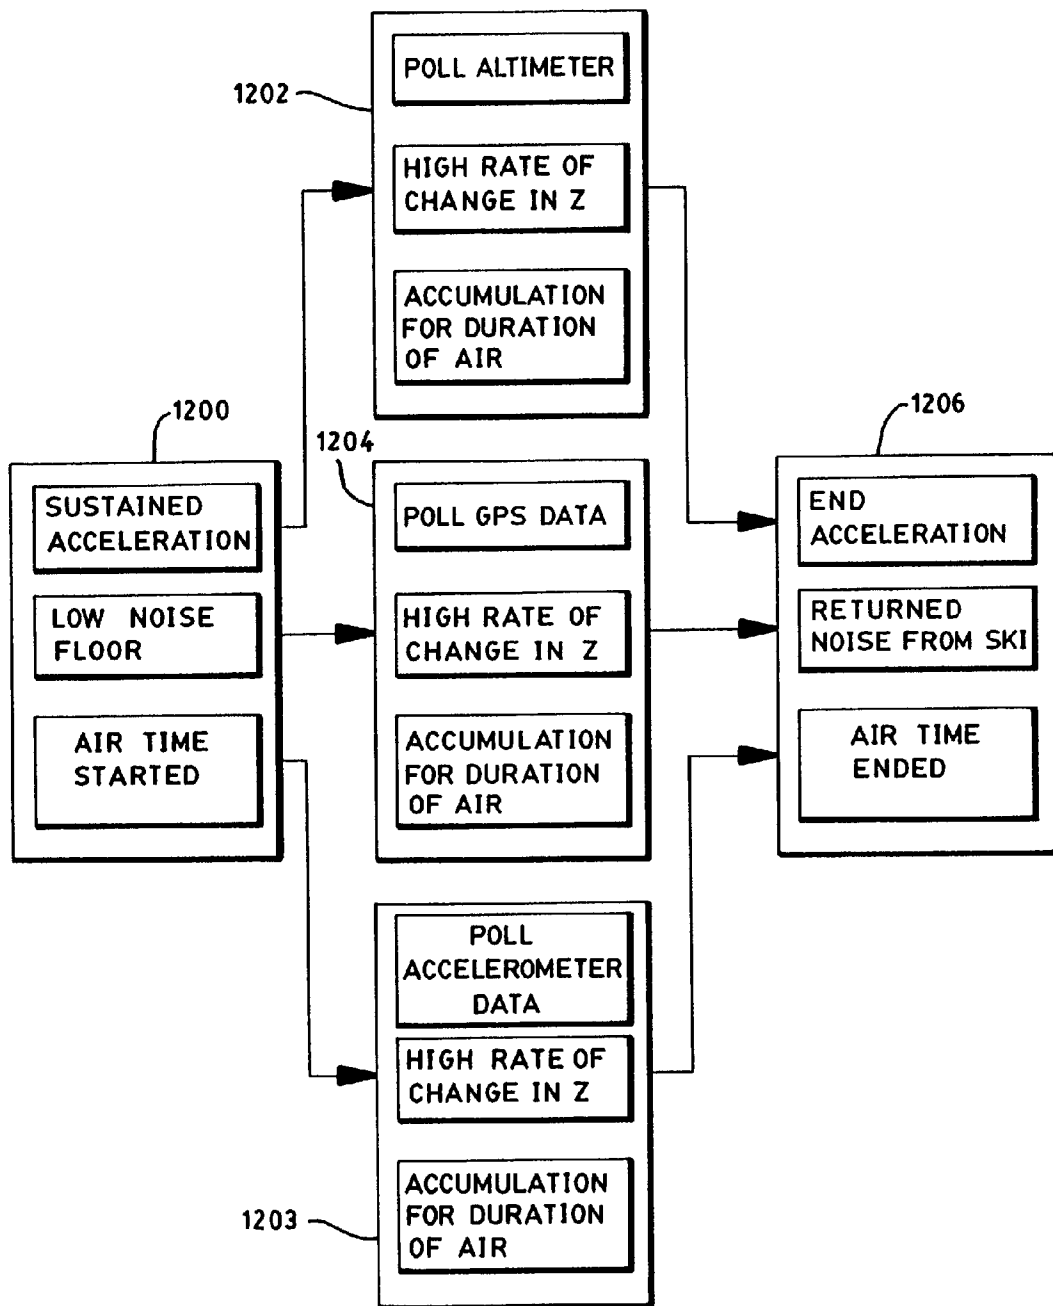 1202
POLL ALTIMETER
HIGH RATE OF
CHANGE IN Z
ACCUMULATION
FOR DURATION
OF AIR
1200
SUSTAINED
ACCELERATION
LOW NOISE
FLOOR
AIR TIME
STARTED
1204
POLL GPS DATA
HIGH RATE OF
CHANGE IN Z
ACCUMULATION
FOR DURATION
OF AIR
1203
POLL
ACCELEROMETER
DATA
HIGH RATE OF
CHANGE IN Z
ACCUMULATION
FOR DURATION
OF AIR
1206
END
ACCELERATION
RETURNED
NOISE FROM SKI
AIR TIME
ENDED